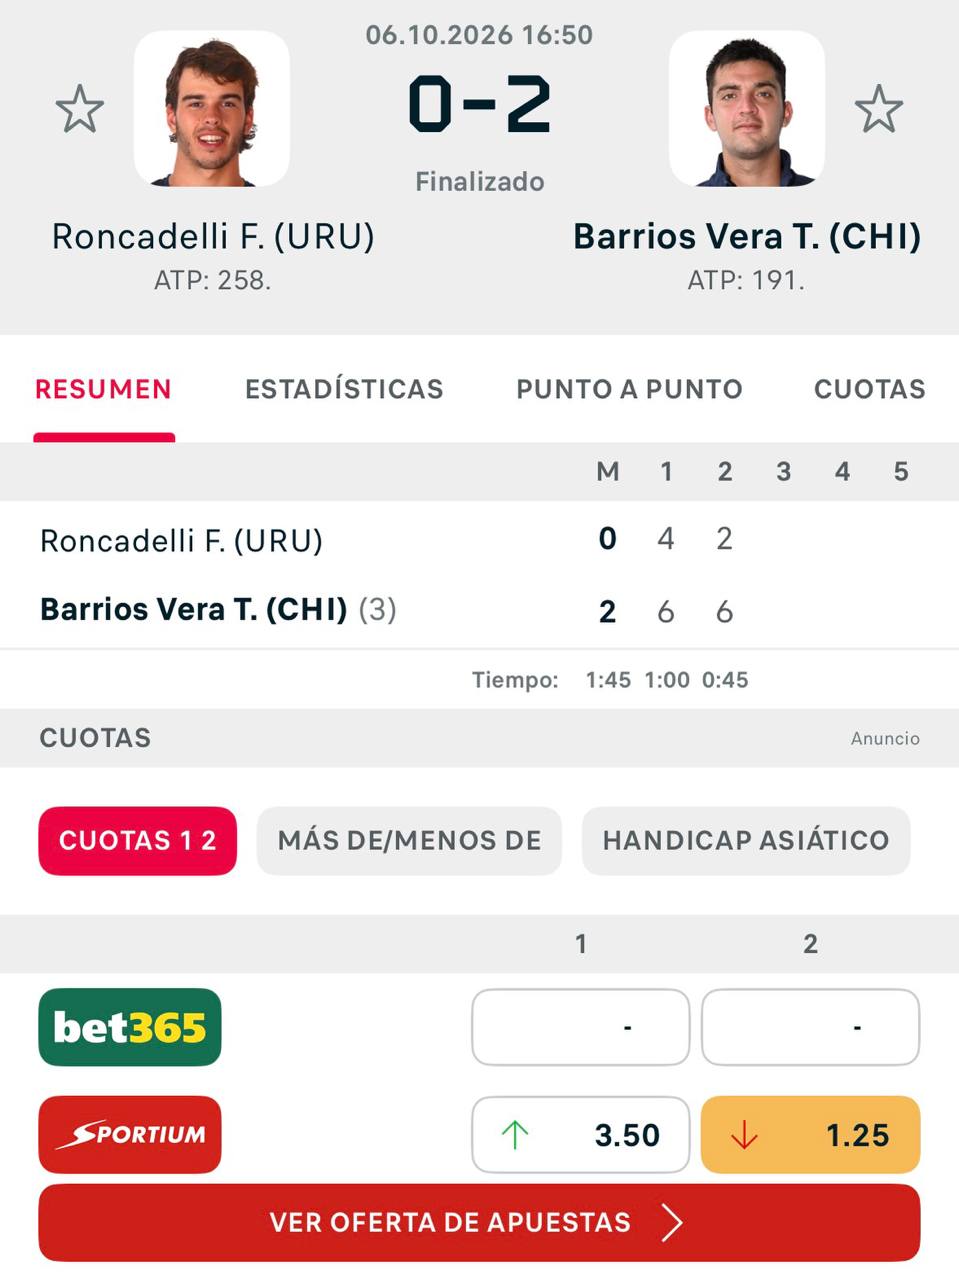 06.10.2026 16:50
0-2
Finalizado
Roncadelli F. (URU)
ATP: 258.
Barrios Vera T. (CHI)
ATP: 191.
RESUMEN ESTADÍSTICAS PUNTO A PUNTO CUOTAS
M 1 2 3 4 5
Roncadelli F. (URU) 0 4 2
Barrios Vera T. (CHI) (3) 2 6 6
Tiempo: 1:45 1:00 0:45
CUOTAS Anuncio
CUOTAS 1 2 MÁS DE/MENOS DE HANDICAP ASIÁTICO
1 2
bet365 - -
SPORTIUM 3.50 1.25
VER OFERTA DE APUESTAS